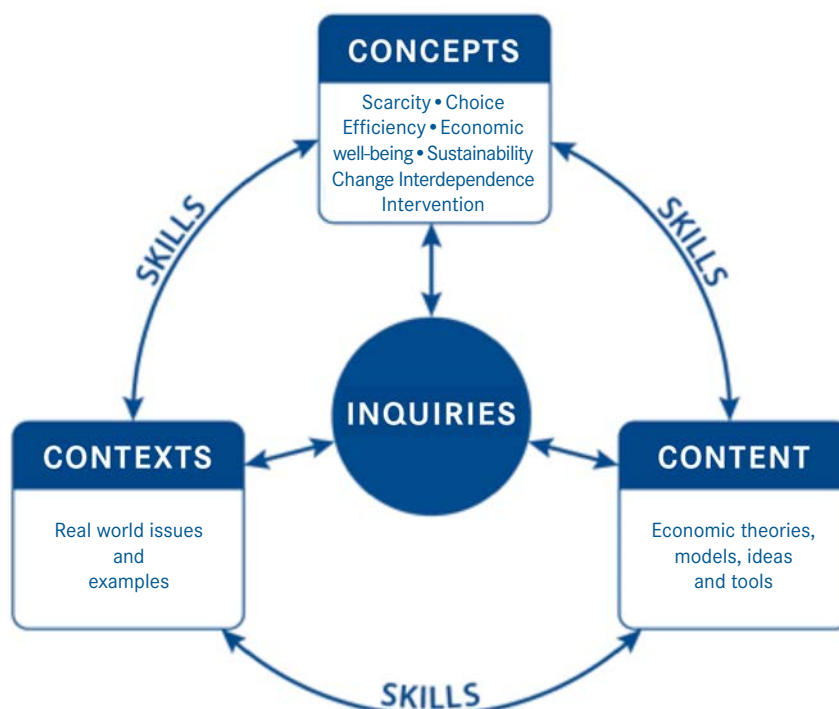 CONCEPTS
Scarcity • Choice
Efficiency • Economic
well-being • Sustainability
Change Interdependence
Intervention
SKILLS
SKILLS
INQUIRIES
CONTEXTS
Real world issues
and
examples
CONTENT
Economic theories,
models, ideas
and tools
SKILLS